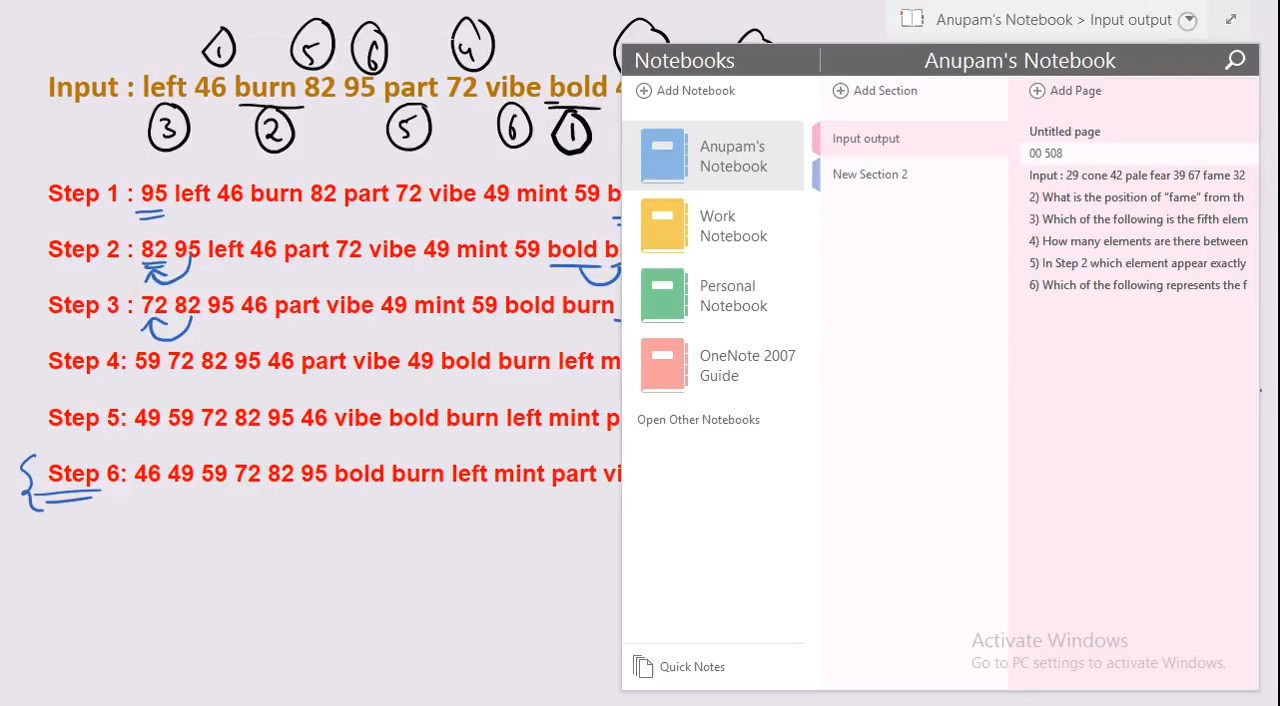 Anupam's Notebook > Input output
1 5 6 4
Input : left 46 burn 82 95 part 72 vibe bold
3 2 5 6 1
Step 1 : 95 left 46 burn 82 part 72 vibe 49 mint 59
Step 2 : 82 95 left 46 part 72 vibe 49 mint 59 bold
Step 3 : 72 82 95 46 part vibe 49 mint 59 bold burn
Step 4: 59 72 82 95 46 part vibe 49 bold burn left
Step 5: 49 59 72 82 95 46 vibe bold burn left mint
Step 6: 46 49 59 72 82 95 bold burn left mint part
Notebooks
Anupam's Notebook
Add Notebook
Anupam's
Notebook
Work
Notebook
Personal
Notebook
OneNote 2007
Guide
Open Other Notebooks
Quick Notes
Add Section
Input output
New Section 2
Add Page
Untitled page
00 508
Input : 29 cone 42 pale fear 39 67 fame 32
2) What is the position of “fame” from th
3) Which of the following is the fifth elem
4) How many elements are there between
5) In Step 2 which element appear exactly
6) Which of the following represents the f
Activate Windows
Go to PC settings to activate Windows.